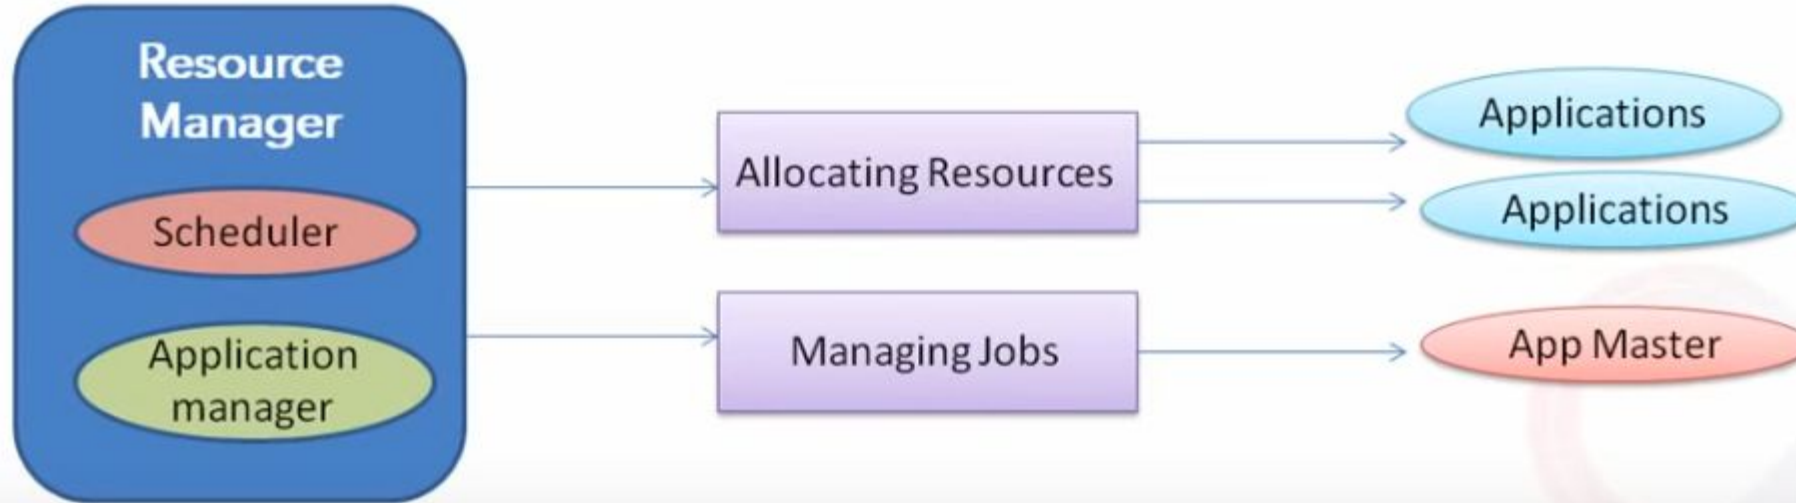 Resource
Manager
Scheduler
Application
manager
Allocating Resources
Managing Jobs
Applications
Applications
App Master